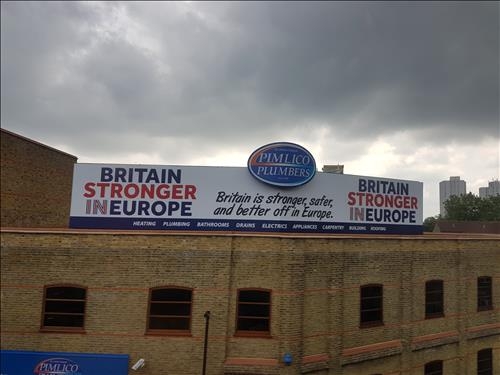 PIMLICO
PLUMBERS
BRITAIN
STRONGER
IN EUROPE
Britain is stronger, safer,
and better off in Europe.
BRITAIN
STRONGER
IN EUROPE
HEATING PLUMBING BATHROOMS DRAINS ELECTRICS APPLIANCES CARPENTRY BUILDING ROOFING
PIMLICO